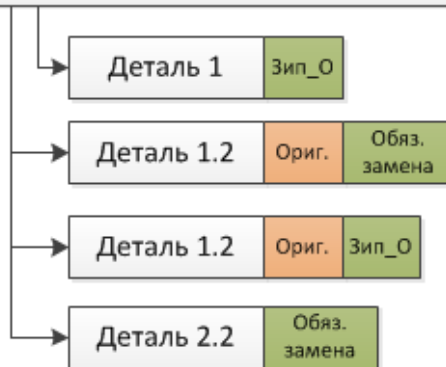 Деталь 1 Зип_О
Деталь 1.2 Ориг. Обяз.
замена
Деталь 1.2 Ориг. Зип_О
Деталь 2.2 Обяз.
замена